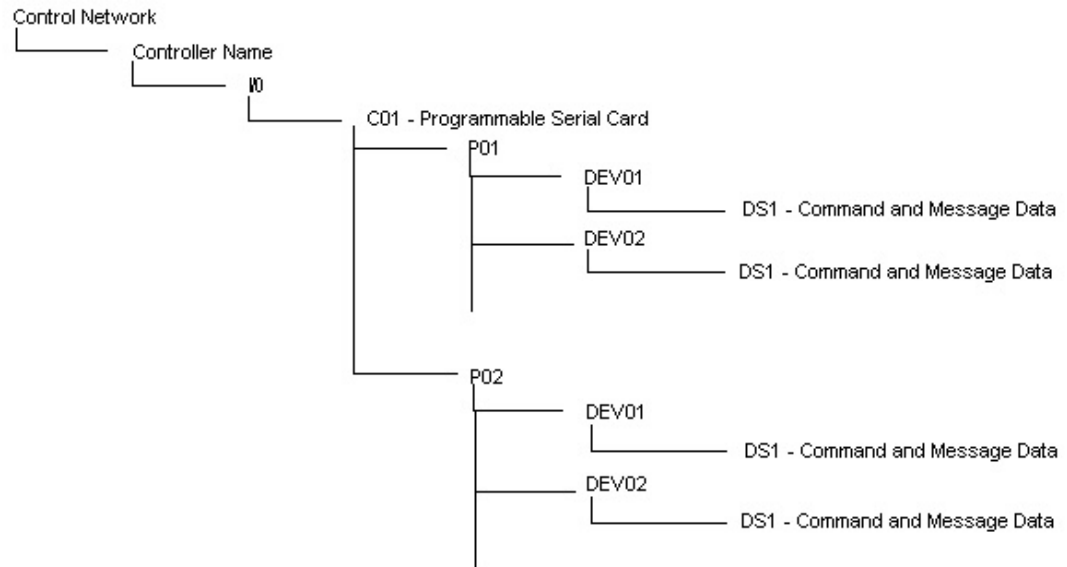 Control Network
Controller Name
I/O
C01 - Programmable Serial Card
P01
DEV01
DS1 - Command and Message Data
DEV02
DS1 - Command and Message Data
P02
DEV01
DS1 - Command and Message Data
DEV02
DS1 - Command and Message Data